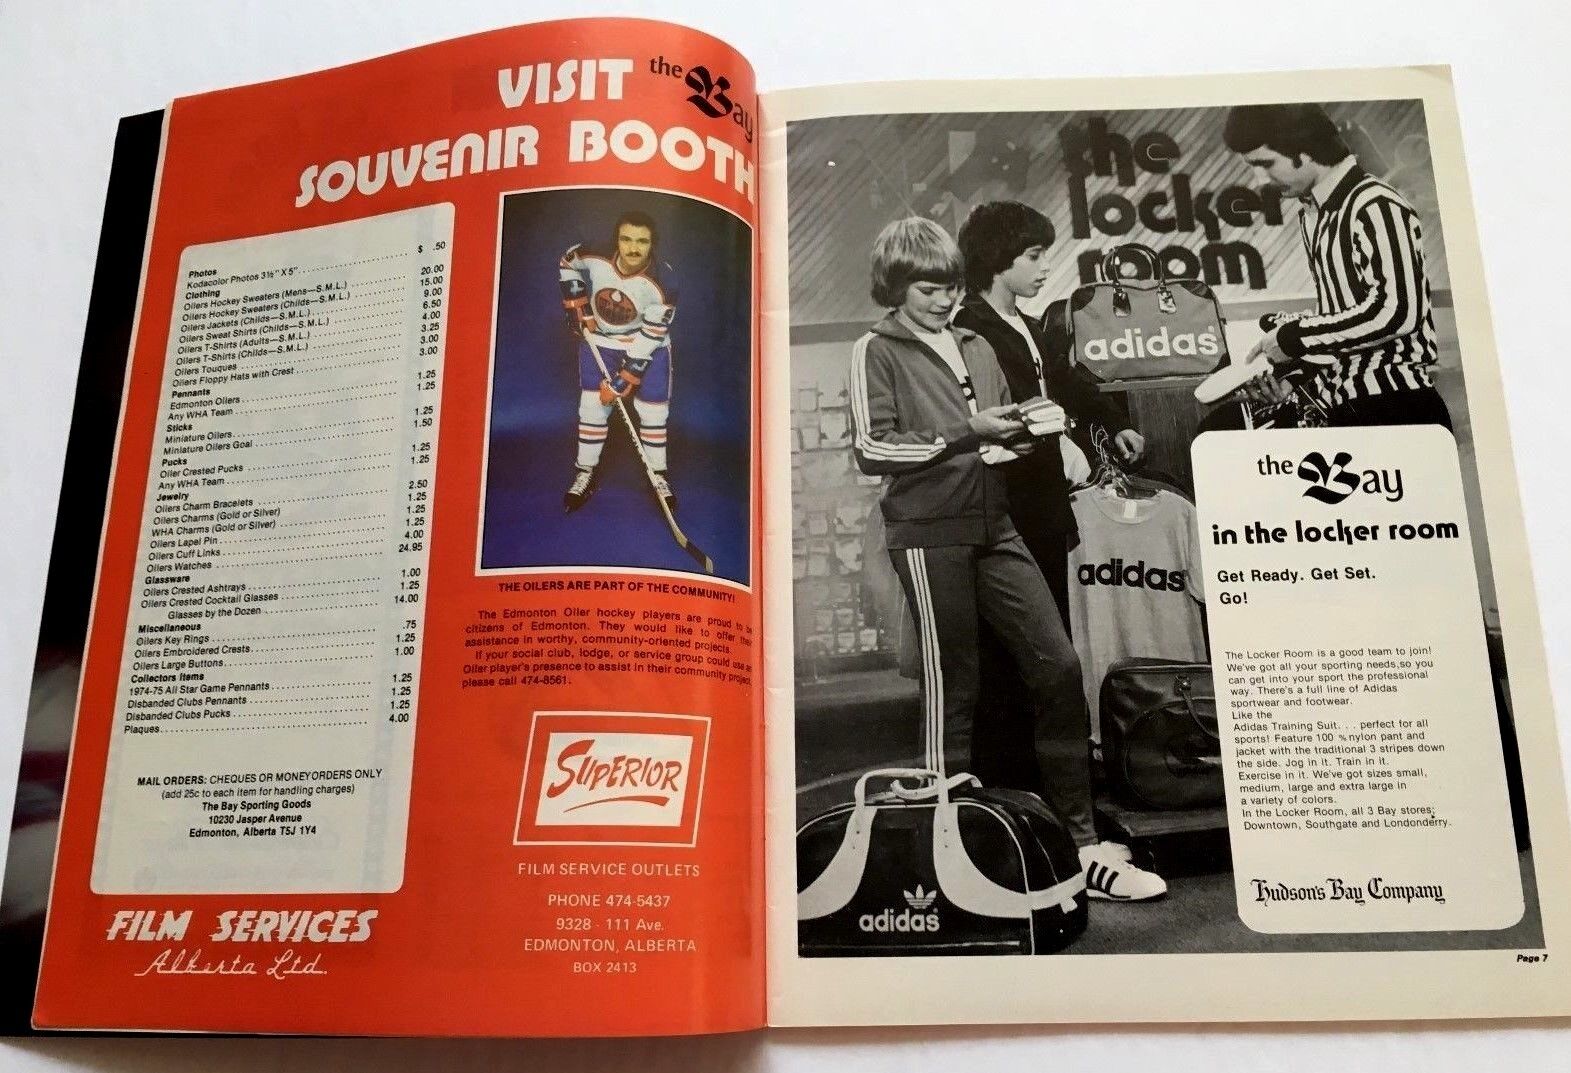 VISIT the Bay
SOUVENIR BOOTH
Photos
Kodacolor Photos 3½" X 5" $ .50
Clothing
Oilers Hockey Sweaters (Mens—S.M.L.) 20.00
Oilers Hockey Sweaters (Childs—S.M.L.) 15.00
Oilers Jackets (Childs—S.M.L.) 9.00
Oilers Sweat Shirts (Childs—S.M.L.) 6.50
Oilers T-Shirts (Adults—S.M.L.) 4.00
Oilers T-Shirts (Childs—S.M.L.) 3.25
Oilers Touques 3.00
Oilers Floppy Hats with Crest 3.00
Pennants
Edmonton Oilers 1.25
Any WHA Team 1.25
Sticks
Miniature Oilers 1.25
Miniature Oilers Goal 1.50
Pucks
Oiler Crested Pucks 1.25
Any WHA Team 1.25
Jewelry
Oilers Charm Bracelets 2.50
Oilers Charms (Gold or Silver) 1.25
WHA Charms (Gold or Silver) 1.25
Oilers Lapel Pin 1.25
Oilers Cuff Links 4.00
Oilers Watches 24.95
Glassware
Oilers Crested Ashtrays 1.00
Oilers Crested Cocktail Glasses 1.25
Glasses by the Dozen 14.00
Miscellaneous
Oilers Key Rings .75
Oilers Embroidered Crests 1.25
Oilers Large Buttons 1.00
Collectors Items
1974-75 All Star Game Pennants 1.25
Disbanded Clubs Pennants 1.25
Disbanded Clubs Pucks 1.25
Plaques 4.00
MAIL ORDERS: CHEQUES OR MONEY ORDERS ONLY
(add 25c to each item for handling charges)
The Bay Sporting Goods
10230 Jasper Avenue
Edmonton, Alberta T5J 1Y4
FILM SERVICES
Alberta Ltd.
OILERS
THE OILERS ARE PART OF THE COMMUNITY!
The Edmonton Oiler hockey players are proud to be
citizens of Edmonton. They would like to offer their
assistance in worthy, community-oriented projects.
If your social club, lodge, or service group could use an
Oiler player's presence to assist in their community project,
please call 474-8561.
SUPERIOR
FILM SERVICE OUTLETS
PHONE 474-5437
9328 - 111 Ave.
EDMONTON, ALBERTA
BOX 2413
the
locker
room
adidas
adidas
adidas
the Bay
in the locker room
Get Ready. Get Set.
Go!
The Locker Room is a good team to join!
We've got all your sporting needs,so you
can get into your sport the professional
way. There's a full line of Adidas
sportwear and footwear.
Like the
Adidas Training Suit. . . perfect for all
sports! Feature 100 % nylon pant and
jacket with the traditional 3 stripes down
the side. Jog in it. Train in it.
Exercise in it. We've got sizes small,
medium, large and extra large in
a variety of colors.
In the Locker Room, all 3 Bay stores;
Downtown, Southgate and Londonderry.
Hudson's Bay Company
Page 7